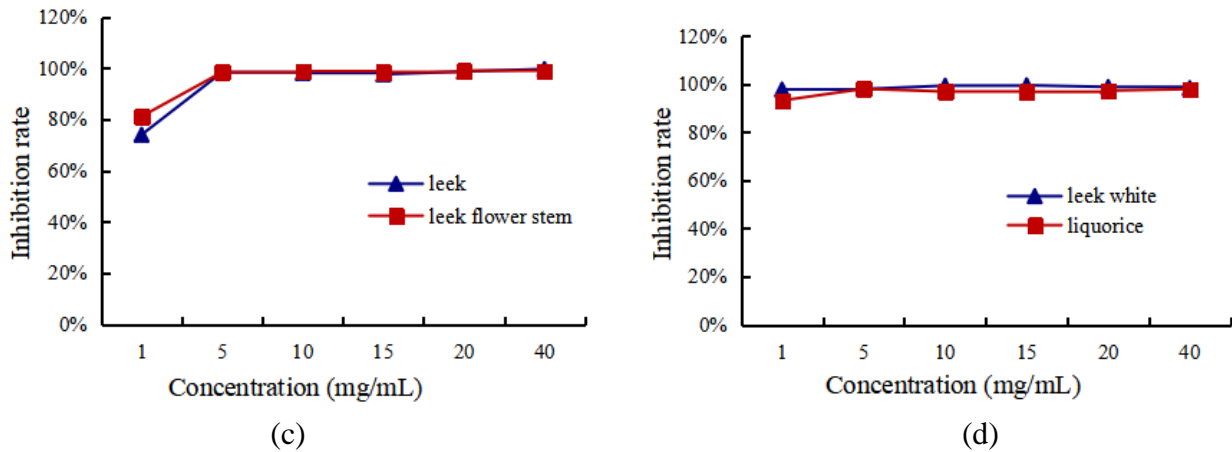 120%
100%
80%
60%
40%
20%
0%
Inhibition rate
leek
leek flower stem
1 5 10 15 20 40
Concentration (mg/mL)
(c)
120%
100%
80%
60%
40%
20%
0%
Inhibition rate
leek white
liquorice
1 5 10 15 20 40
Concentration (mg/mL)
(d)